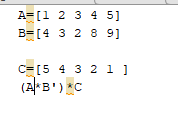 A=[1 2 3 4 5]
B=[4 3 2 8 9]
C=[5 4 3 2 1 ]
(A*B')*C